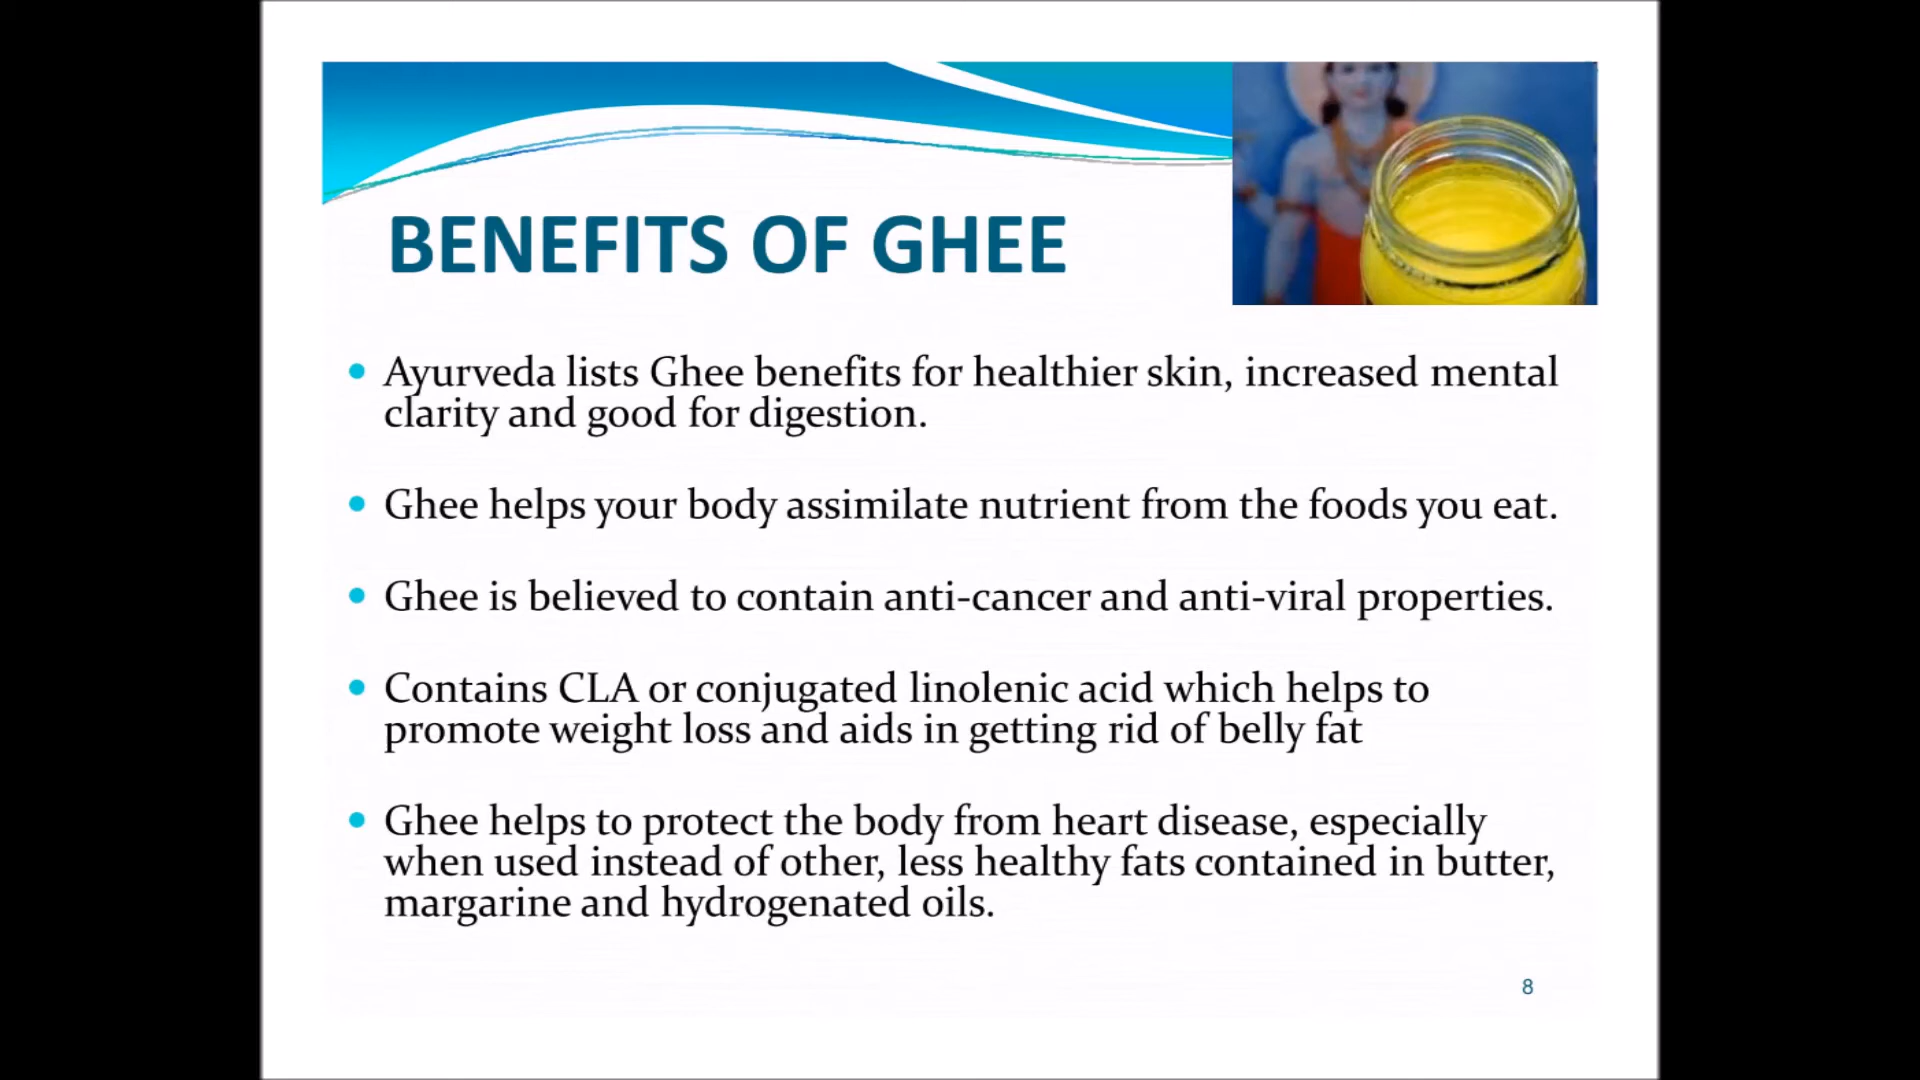 BENEFITS OF GHEE
• Ayurveda lists Ghee benefits for healthier skin, increased mental
clarity and good for digestion.
• Ghee helps your body assimilate nutrient from the foods you eat.
• Ghee is believed to contain anti-cancer and anti-viral properties.
• Contains CLA or conjugated linolenic acid which helps to
promote weight loss and aids in getting rid of belly fat
• Ghee helps to protect the body from heart disease, especially
when used instead of other, less healthy fats contained in butter,
margarine and hydrogenated oils.
8